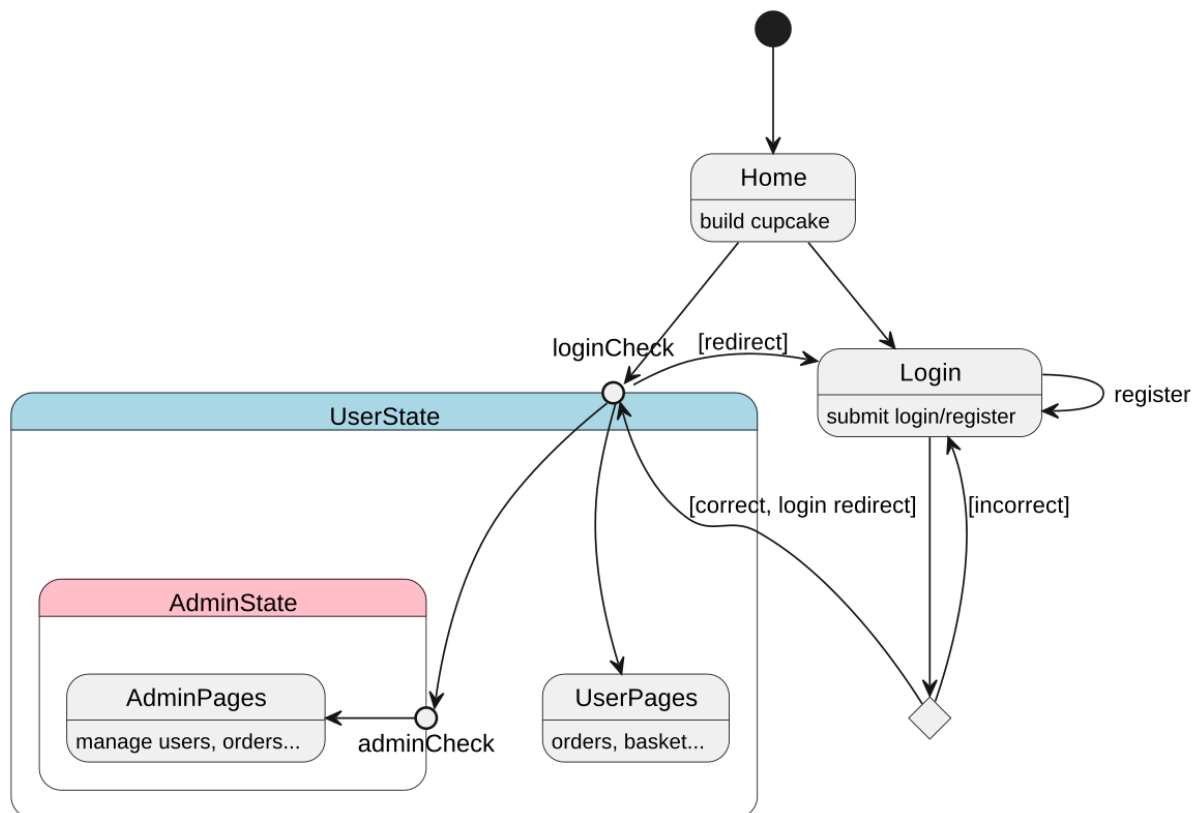 Home
build cupcake
loginCheck
[redirect]
Login
submit login/register
register
UserState
[correct, login redirect]
[incorrect]
AdminState
AdminPages
manage users, orders...
adminCheck
UserPages
orders, basket...